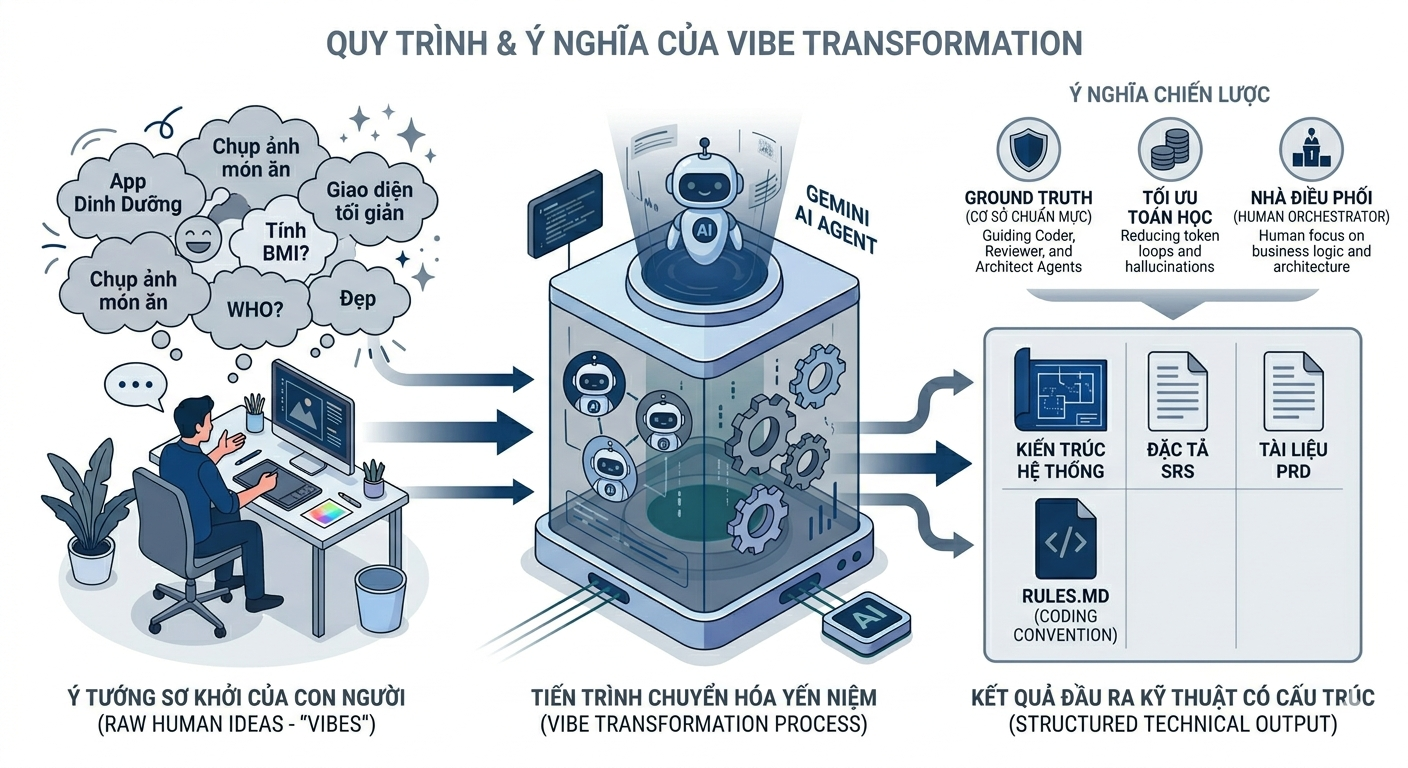 QUY TRÌNH & Ý NGHĨA CỦA VIBE TRANSFORMATION
App
Dinh Dưỡng
Chụp ảnh
món ăn
Giao diện
tối giản
Tính
BMI?
Chụp ảnh
món ăn
WHO?
Đẹp
Ý TƯỚNG SƠ KHỞI CỦA CON NGƯỜI
(RAW HUMAN IDEAS - "VIBES")
GEMINI
AI AGENT
AI
AI
TIẾN TRÌNH CHUYỂN HÓA YẾN NIỆM
(VIBE TRANSFORMATION PROCESS)
Ý NGHĨA CHIẾN LƯỢC
GROUND TRUTH
(CƠ SỞ CHUẨN MỰC)
Guiding Coder,
Reviewer, and
Architect Agents
TỐI ƯU
TOÁN HỌC
Reducing token
loops and
hallucinations
NHÀ ĐIỀU PHỐI
(HUMAN ORCHESTRATOR)
Human focus on
business logic and
architecture
KIẾN TRÚC
HỆ THỐNG
ĐẶC TẢ
SRS
TÀI LIỆU
PRD
</>
RULES.MD
(CODING
CONVENTION)
KẾT QUẢ ĐẦU RA KỸ THUẬT CÓ CẤU TRÚC
(STRUCTURED TECHNICAL OUTPUT)